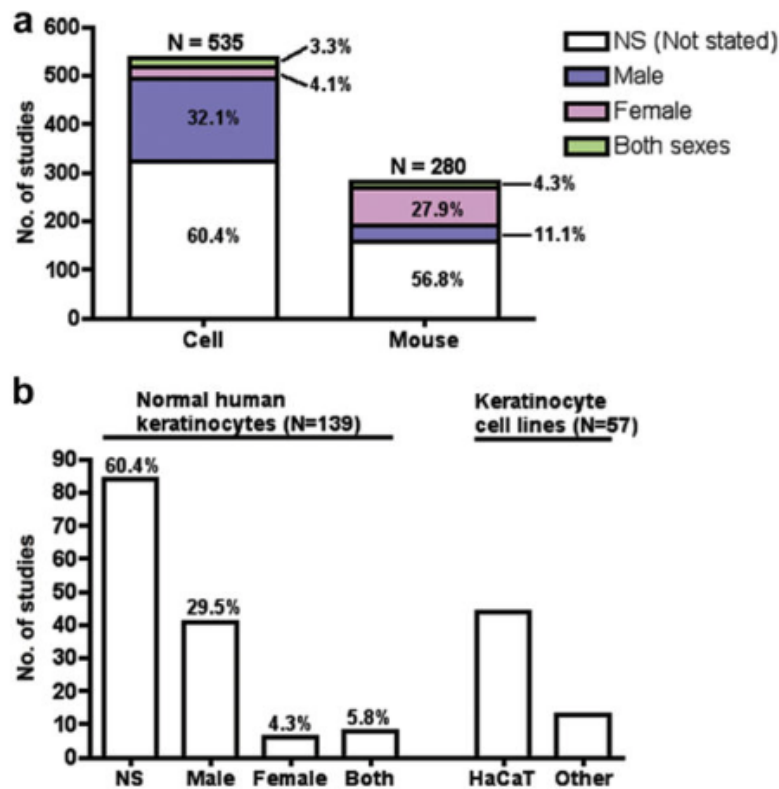 a
600
500
400
300
200
100
0
No. of studies
N = 535
3.3%
4.1%
32.1%
60.4%
N = 280
4.3%
27.9%
11.1%
56.8%
Cell
Mouse
NS (Not stated)
Male
Female
Both sexes
b
Normal human
keratinocytes (N=139)
Keratinocyte
cell lines (N=57)
90
80
70
60
50
40
30
20
10
0
No. of studies
60.4%
29.5%
4.3%
5.8%
NS
Male
Female
Both
HaCaT
Other